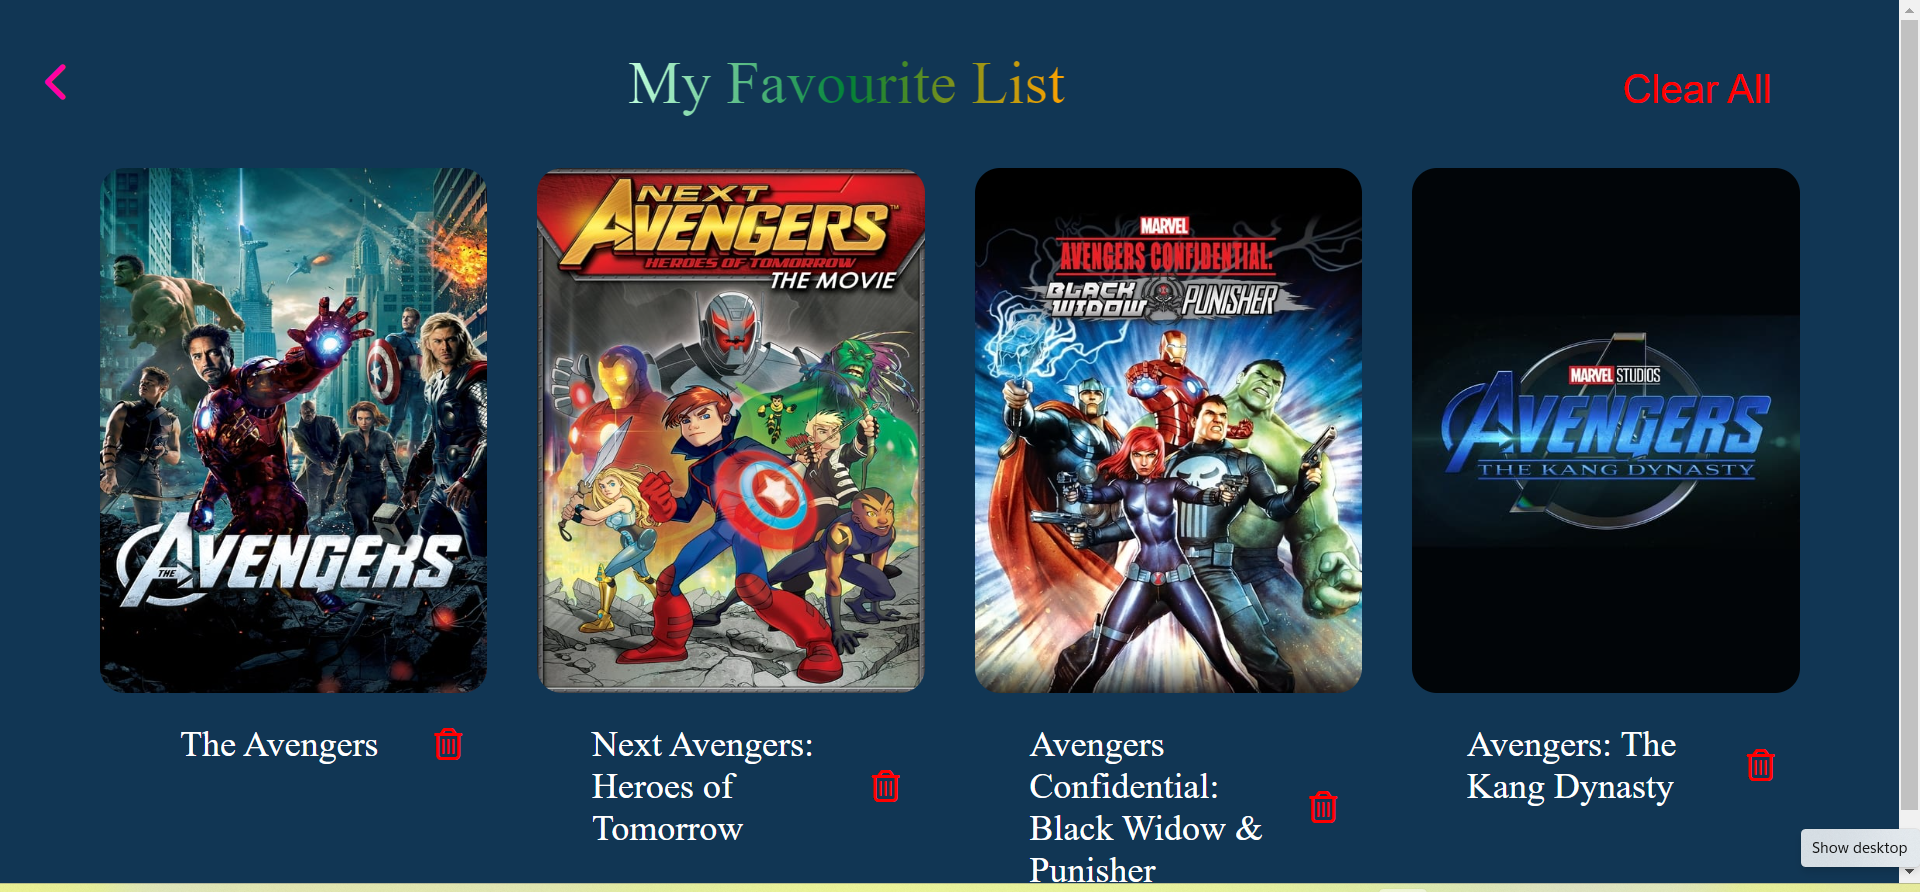 My Favourite List
Clear All
THE
AVENGERS
NEXT
AVENGERS™
HEROES OF TOMORROW
THE MOVIE
MARVEL
AVENGERS CONFIDENTIAL:
BLACK WIDOW PUNISHER
MARVEL STUDIOS
AVENGERS
THE KANG DYNASTY
The Avengers
Next Avengers:
Heroes of
Tomorrow
Avengers
Confidential:
Black Widow &
Punisher
Avengers: The
Kang Dynasty
Show desktop